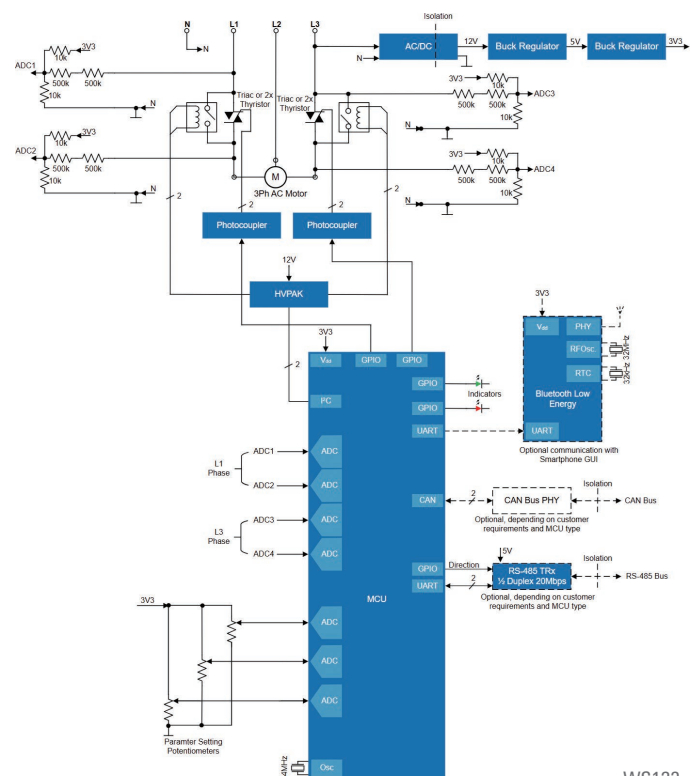 N
L1
L2
L3
Isolation
N
3V3
10k
ADC1
500k
500k
10k
N
AC/DC
12V
Buck Regulator
5V
Buck Regulator
3V3
N
Triac or 2x
Thyristor
Triac or 2x
Thyristor
3V3
10k
ADC3
500k
500k
10k
N
3V3
10k
ADC2
500k
500k
10k
N
3V3
10k
ADC4
500k
500k
10k
N
M
3Ph AC Motor
2
2
2
2
Photocoupler
Photocoupler
12V
HVPAK
2
3V3
Vdd
GPIO
GPIO
I²C
GPIO
Indicators
GPIO
UART
3V3
Vdd
PHY
RFOsc
32MHz
RTC
32kHz
Bluetooth Low
Energy
UART
Optional communication with
Smartphone GUI
L1
Phase
ADC1
ADC
ADC2
ADC
L3
Phase
ADC3
ADC
ADC4
ADC
CAN
2
CAN Bus PHY
Isolation
CAN Bus
Optional, depending on customer
requirements and MCU type
5V
GPIO
Direction
UART
2
RS-485 TRx
½ Duplex 20Mbps
Isolation
RS-485 Bus
Optional, depending on customer
requirements and MCU type
MCU
3V3
ADC
ADC
ADC
Paramter Setting
Potentiometers
Osc